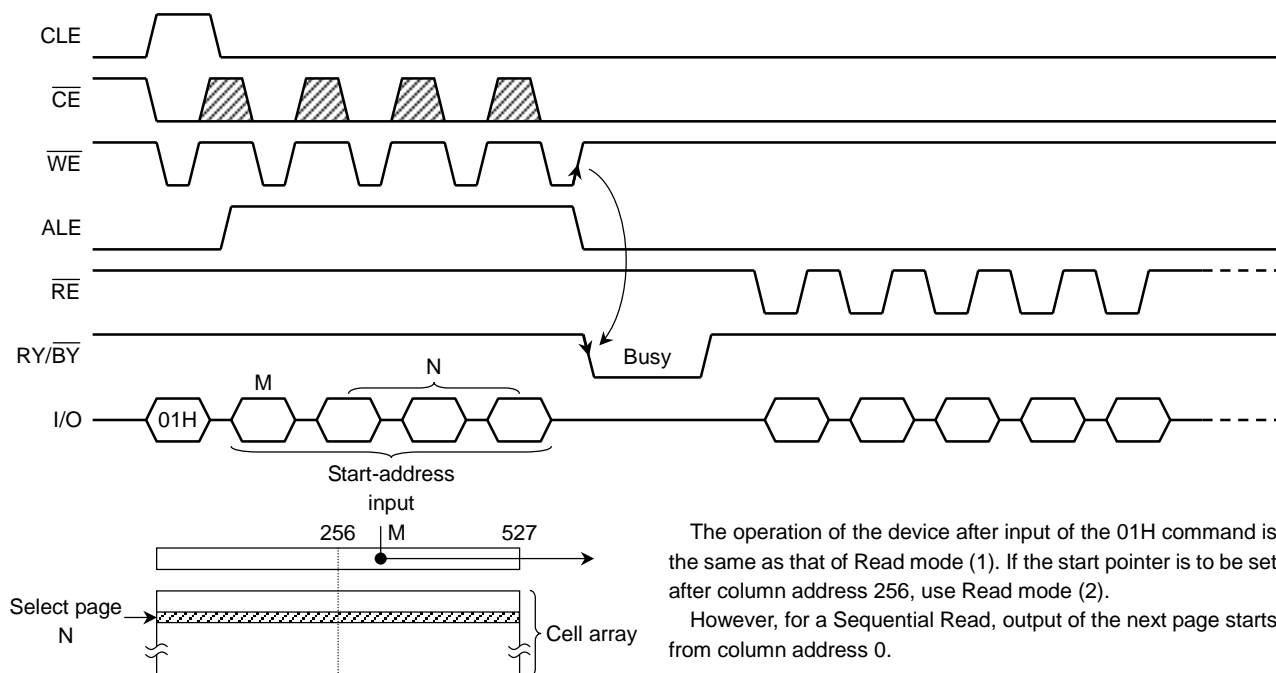 CLE
CE
WE
ALE
RE
RY/BY
Busy
M
N
I/O
01H
Start-address
input
256
M
527
Select page
N
Cell array
The operation of the device after input of the 01H command is
the same as that of Read mode (1). If the start pointer is to be set
after column address 256, use Read mode (2).
However, for a Sequential Read, output of the next page starts
from column address 0.